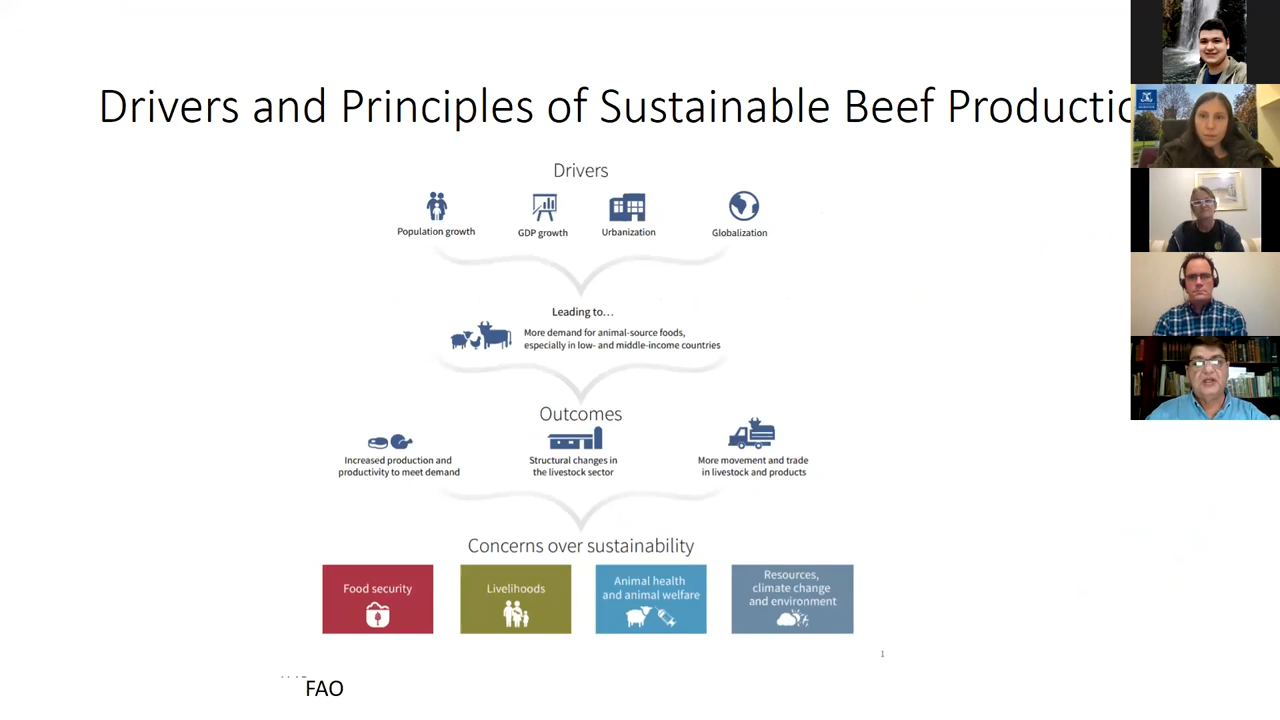 Drivers and Principles of Sustainable Beef Productio
Drivers
Population growth
GDP growth
Urbanization
Globalization
Leading to...
More demand for animal-source foods,
especially in low- and middle-income countries
Outcomes
Increased production and
productivity to meet demand
Structural changes in
the livestock sector
More movement and trade
in livestock and products
Concerns over sustainability
Food security
Livelihoods
Animal health
and animal welfare
Resources,
climate change
and environment
1
FAO